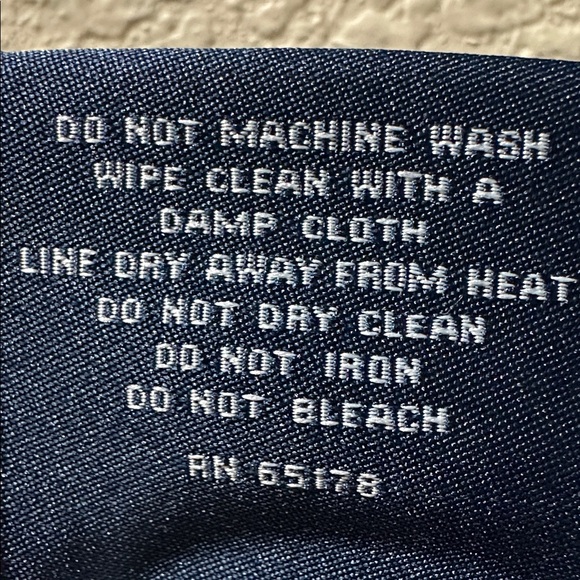 DO NOT MACHINE WASH
WIPE CLEAN WITH A
DAMP CLOTH
LINE DRY AWAY FROM HEAT
DO NOT DRY CLEAN
DO NOT IRON
DO NOT BLEACH
RN 65178